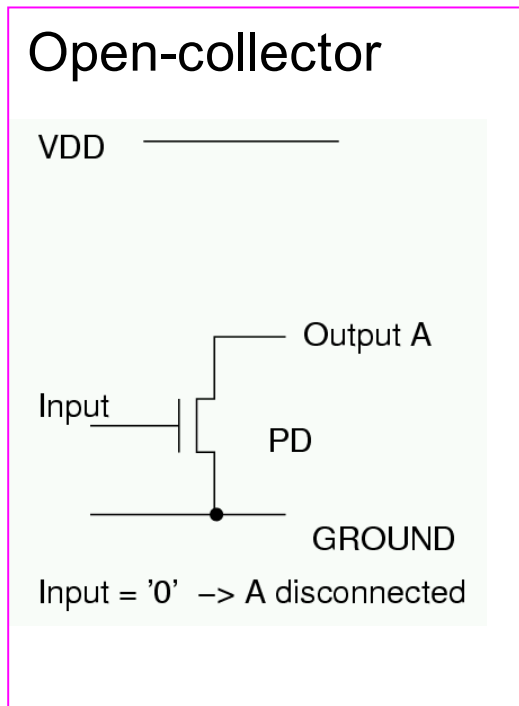 Open-collector
VDD
Output A
Input
PD
GROUND
Input = '0' –> A disconnected